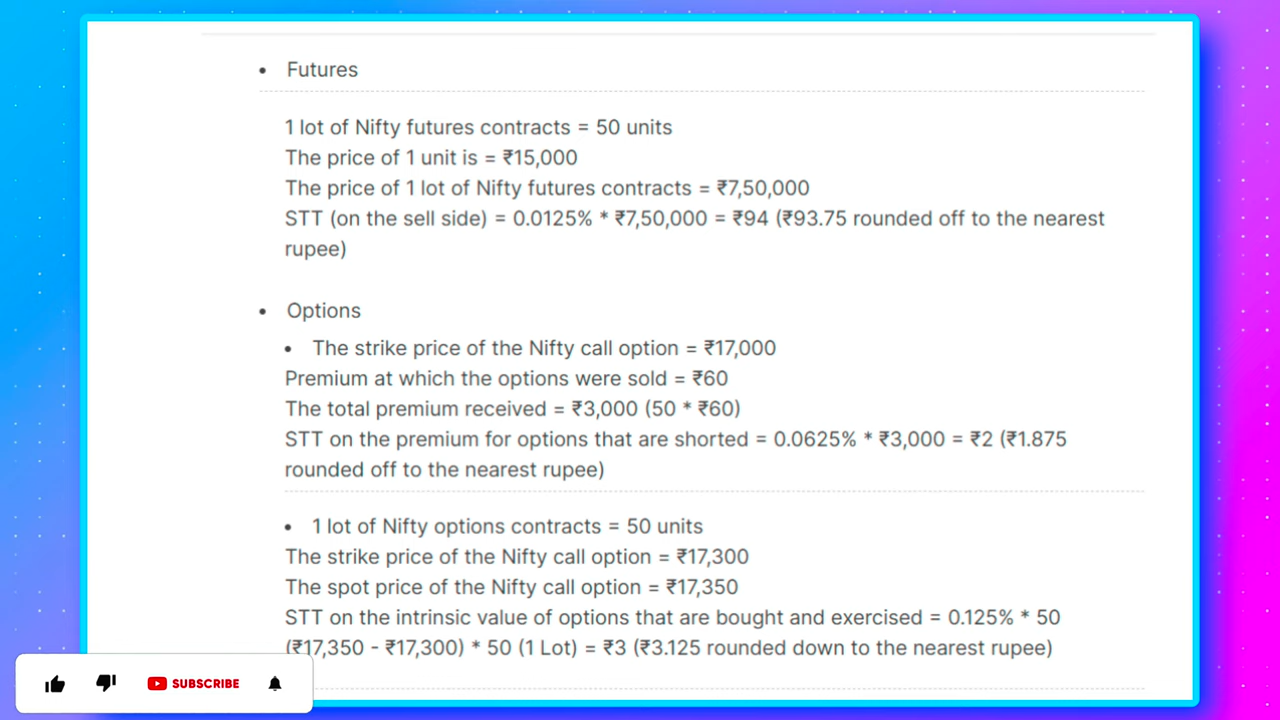 Futures
1 lot of Nifty futures contracts = 50 units
The price of 1 unit is = ₹15,000
The price of 1 lot of Nifty futures contracts = ₹7,50,000
STT (on the sell side) = 0.0125% * ₹7,50,000 = ₹94 (₹93.75 rounded off to the nearest
rupee)
Options
The strike price of the Nifty call option = ₹17,000
Premium at which the options were sold = ₹60
The total premium received = ₹3,000 (50 * ₹60)
STT on the premium for options that are shorted = 0.0625% * ₹3,000 = ₹2 (₹1.875
rounded off to the nearest rupee)
1 lot of Nifty options contracts = 50 units
The strike price of the Nifty call option = ₹17,300
The spot price of the Nifty call option = ₹17,350
STT on the intrinsic value of options that are bought and exercised = 0.125% * 50
(₹17,350 - ₹17,300) * 50 (1 Lot) = ₹3 (₹3.125 rounded down to the nearest rupee)
SUBSCRIBE